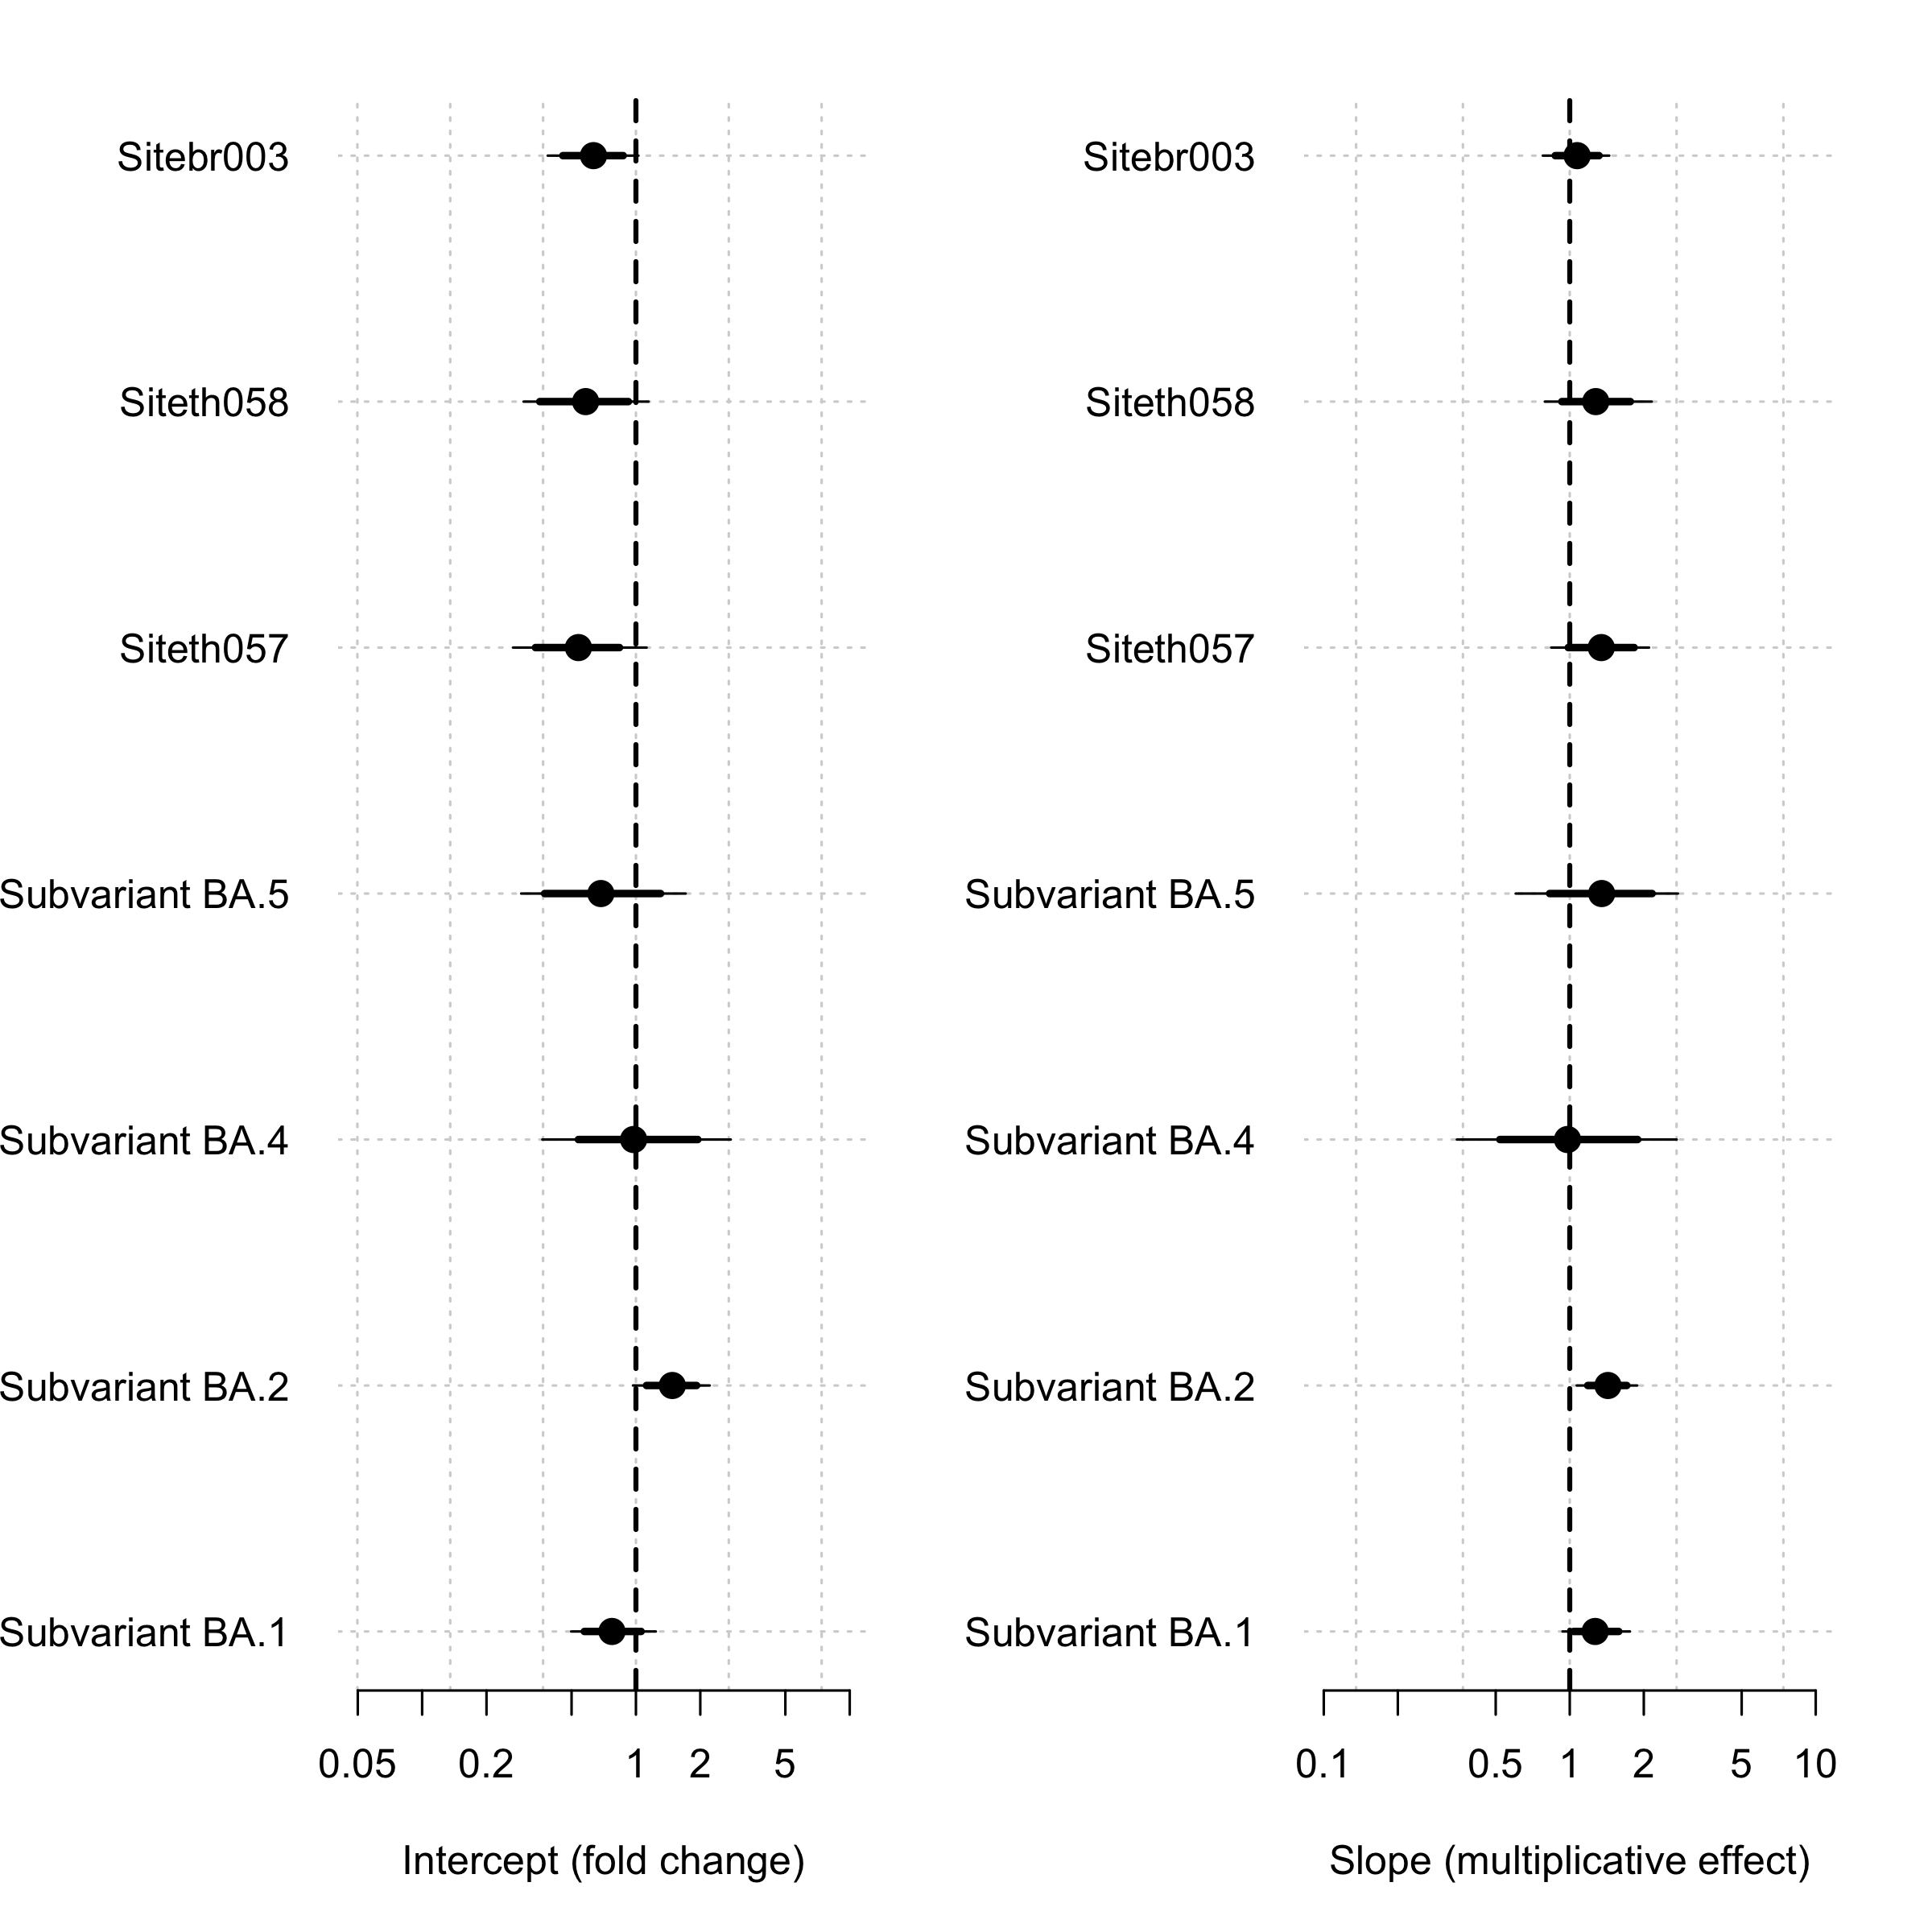 Sitebr003
Siteth058
Siteth057
Subvariant BA.5
Subvariant BA.4
Subvariant BA.2
Subvariant BA.1
0.05 0.2 1 2 5
Intercept (fold change)
Sitebr003
Siteth058
Siteth057
Subvariant BA.5
Subvariant BA.4
Subvariant BA.2
Subvariant BA.1
0.1 0.5 1 2 5 10
Slope (multiplicative effect)